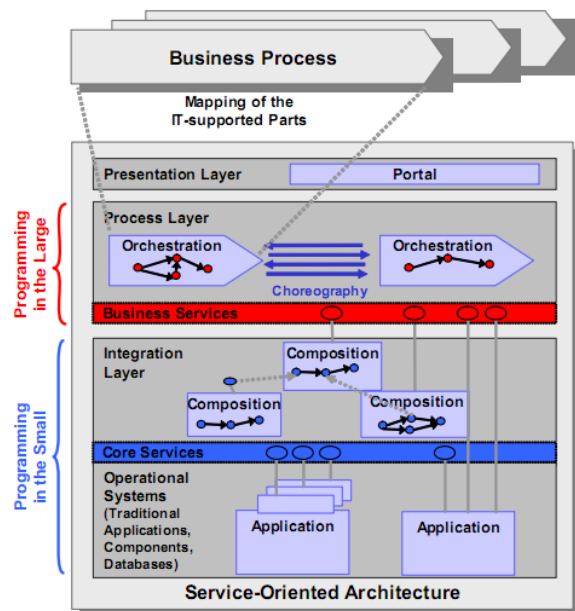 Business Process
Mapping of the
IT-supported Parts
Presentation Layer
Portal
Programming
in the Large
Process Layer
Orchestration
Orchestration
Choreography
Business Services
Programming
in the Small
Integration
Layer
Composition
Composition
Composition
Core Services
Operational
Systems
(Traditional
Applications,
Components,
Databases)
Application
Application
Service-Oriented Architecture